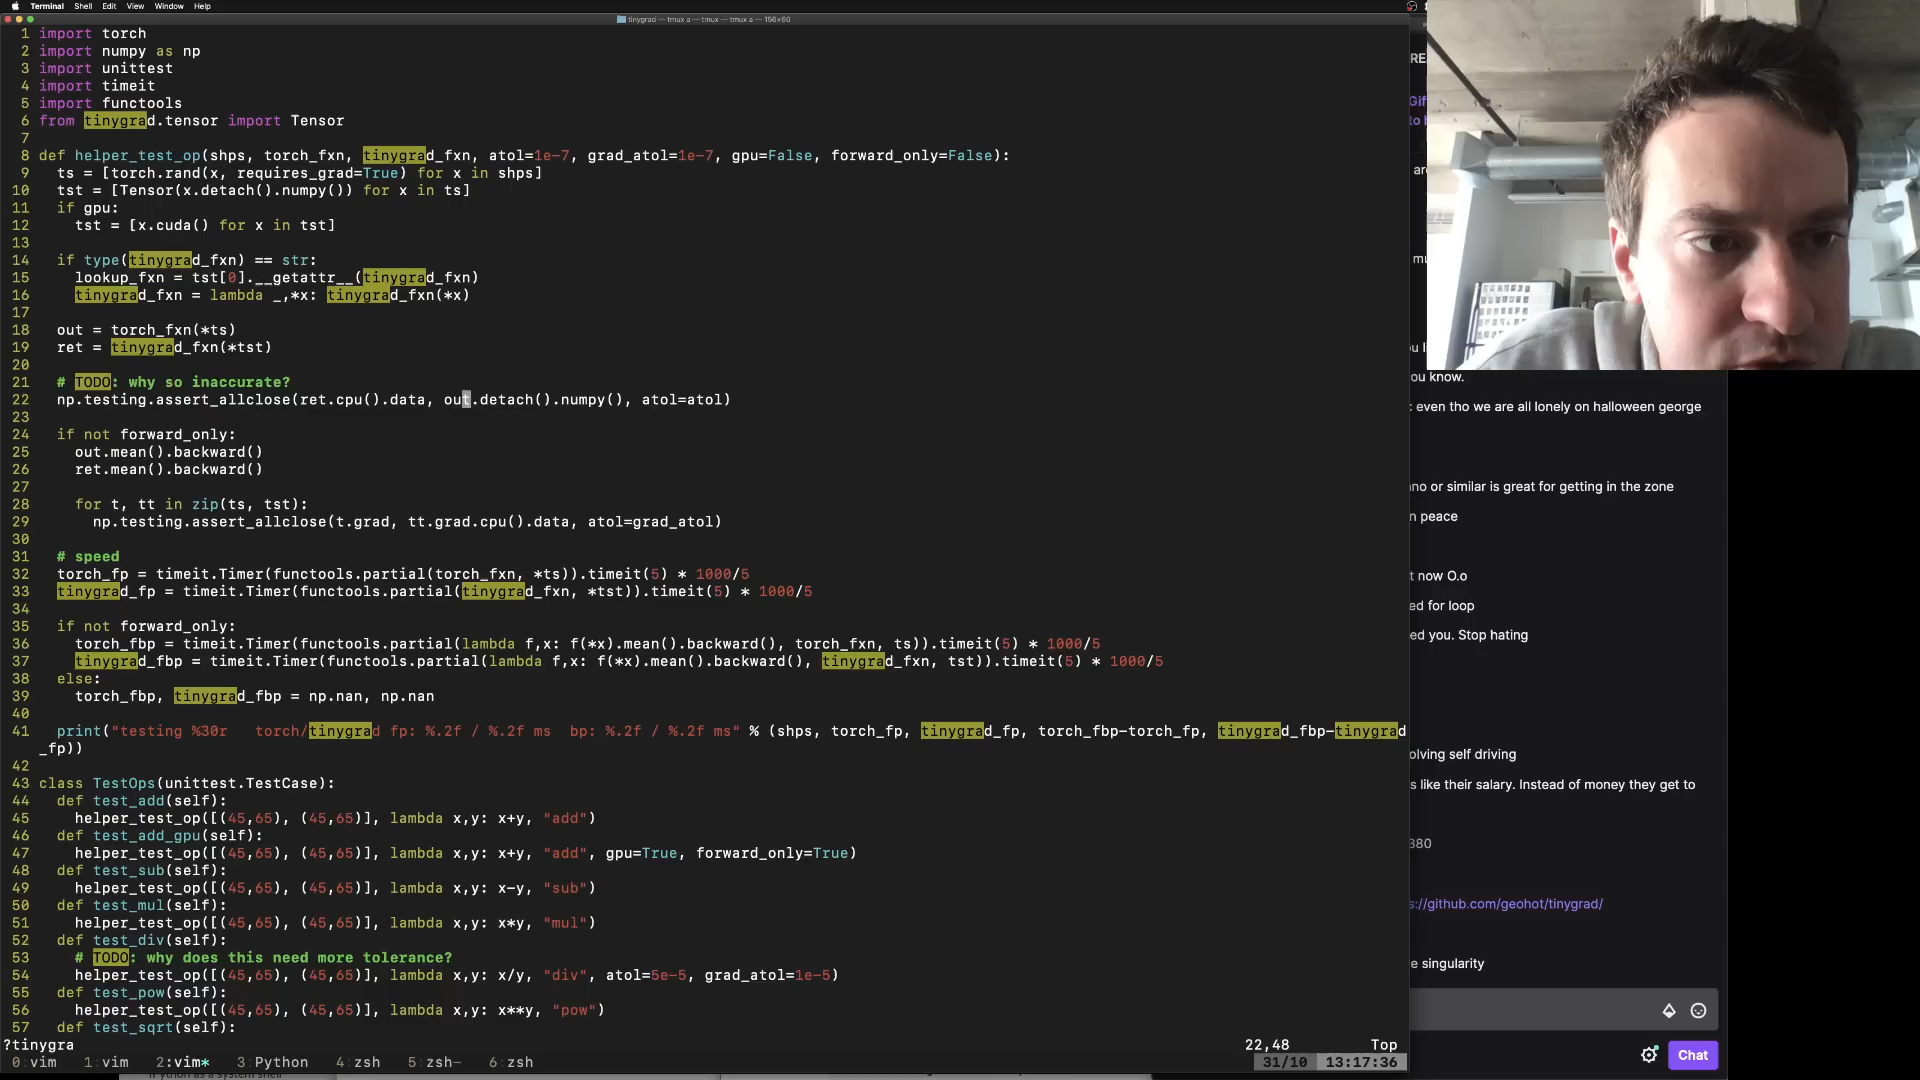 Terminal Shell Edit View Window Help
tinygrad — tmux a — tmux — tmux a — 156×60
1 import torch
2 import numpy as np
3 import unittest
4 import timeit
5 import functools
6 from tinygrad.tensor import Tensor
7
8 def helper_test_op(shps, torch_fxn, tinygrad_fxn, atol=1e-7, grad_atol=1e-7, gpu=False, forward_only=False):
9 ts = [torch.rand(x, requires_grad=True) for x in shps]
10 tst = [Tensor(x.detach().numpy()) for x in ts]
11 if gpu:
12 tst = [x.cuda() for x in tst]
13
14 if type(tinygrad_fxn) == str:
15 lookup_fxn = tst[0].__getattr__(tinygrad_fxn)
16 tinygrad_fxn = lambda _,*x: tinygrad_fxn(*x)
17
18 out = torch_fxn(*ts)
19 ret = tinygrad_fxn(*tst)
20
21 # TODO: why so inaccurate?
22 np.testing.assert_allclose(ret.cpu().data, out.detach().numpy(), atol=atol)
23
24 if not forward_only:
25 out.mean().backward()
26 ret.mean().backward()
27
28 for t, tt in zip(ts, tst):
29 np.testing.assert_allclose(t.grad, tt.grad.cpu().data, atol=grad_atol)
30
31 # speed
32 torch_fp = timeit.Timer(functools.partial(torch_fxn, *ts)).timeit(5) * 1000/5
33 tinygrad_fp = timeit.Timer(functools.partial(tinygrad_fxn, *tst)).timeit(5) * 1000/5
34
35 if not forward_only:
36 torch_fbp = timeit.Timer(functools.partial(lambda f,x: f(*x).mean().backward(), torch_fxn, ts)).timeit(5) * 1000/5
37 tinygrad_fbp = timeit.Timer(functools.partial(lambda f,x: f(*x).mean().backward(), tinygrad_fxn, tst)).timeit(5) * 1000/5
38 else:
39 torch_fbp, tinygrad_fbp = np.nan, np.nan
40
41 print("testing %30r torch/tinygrad fp: %.2f / %.2f ms bp: %.2f / %.2f ms" % (shps, torch_fp, tinygrad_fp, torch_fbp-torch_fp, tinygrad_fbp-tinygrad
_fp))
42
43 class TestOps(unittest.TestCase):
44 def test_add(self):
45 helper_test_op([(45,65), (45,65)], lambda x,y: x+y, "add")
46 def test_add_gpu(self):
47 helper_test_op([(45,65), (45,65)], lambda x,y: x+y, "add", gpu=True, forward_only=True)
48 def test_sub(self):
49 helper_test_op([(45,65), (45,65)], lambda x,y: x-y, "sub")
50 def test_mul(self):
51 helper_test_op([(45,65), (45,65)], lambda x,y: x*y, "mul")
52 def test_div(self):
53 # TODO: why does this need more tolerance?
54 helper_test_op([(45,65), (45,65)], lambda x,y: x/y, "div", atol=5e-5, grad_atol=1e-5)
55 def test_pow(self):
56 helper_test_op([(45,65), (45,65)], lambda x,y: x**y, "pow")
57 def test_sqrt(self):
?tinygra 22,48 Top
0:vim 1:vim 2:vim* 3:Python 4:zsh 5:zsh- 6:zsh 31/10 13:17:36
RE
Gif
to b
are
mu
u li
ou know.
: even tho we are all lonely on halloween george
no or similar is great for getting in the zone
n peace
t now O.o
ed for loop
ed you. Stop hating
olving self driving
s like their salary. Instead of money they get to
380
s://github.com/geohot/tinygrad/
e singularity
Chat